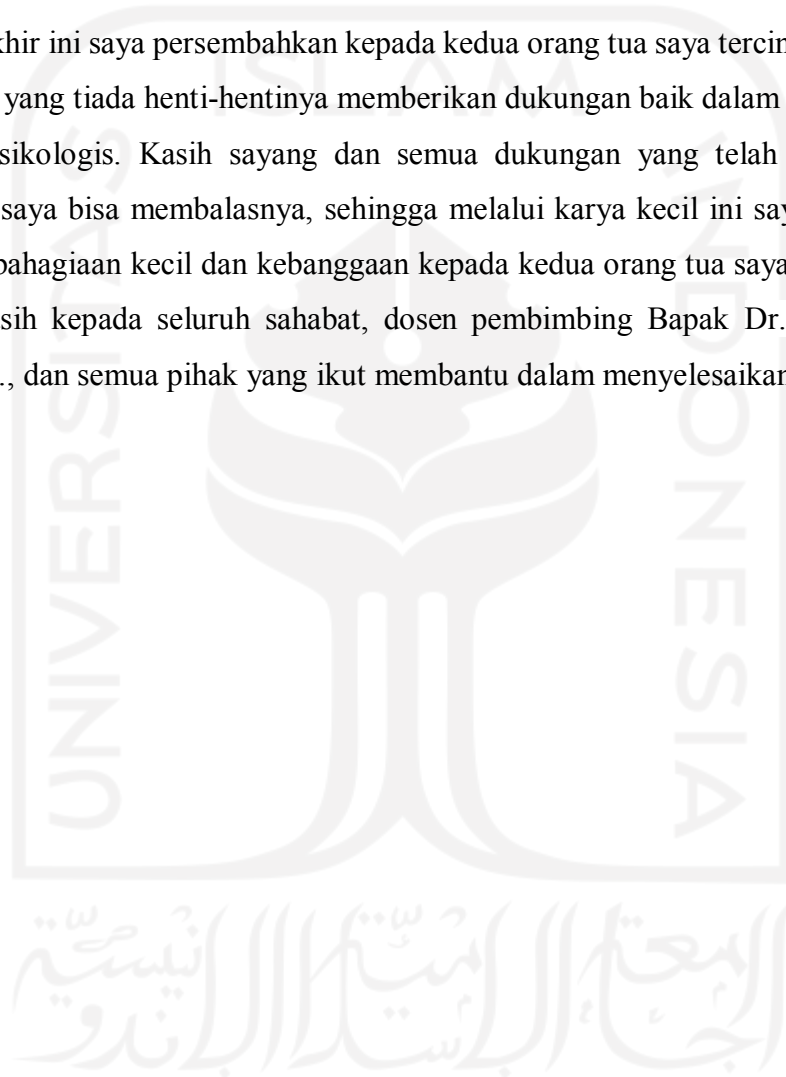 khir ini saya persembahkan kepada kedua orang tua saya tercin
yang tiada henti-hentinya memberikan dukungan baik dalam
sikologis. Kasih sayang dan semua dukungan yang telah
saya bisa membalasnya, sehingga melalui karya kecil ini say
bahagiaan kecil dan kebanggaan kepada kedua orang tua saya
sih kepada seluruh sahabat, dosen pembimbing Bapak Dr.
., dan semua pihak yang ikut membantu dalam menyelesaikan
ISLAM
UNIVERSITAS
INDONESIA